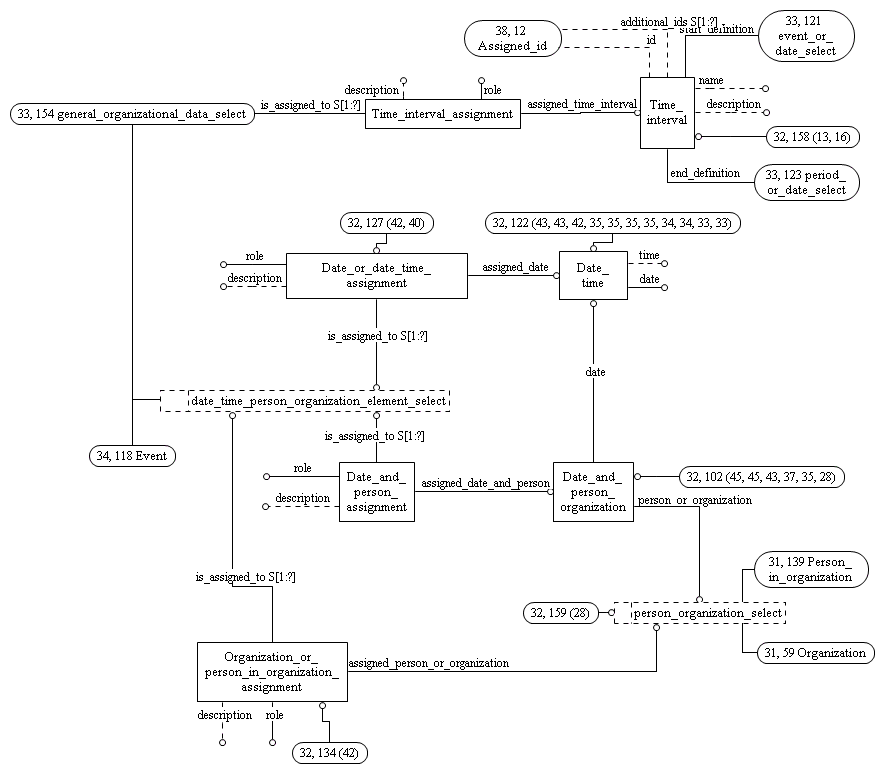 38, 12
Assigned_id
additional_ids S[1:?]
start_definition
33, 121
event_or_
date_select
id
description
role
name
33, 154 general_organizational_data_select
is_assigned_to S[1:?]
Time_interval_assignment
assigned_time_interval
Time_
interval
description
32, 158 (13, 16)
end_definition
33, 123 period_
or_date_select
32, 127 (42, 40)
32, 122 (43, 43, 42, 35, 35, 35, 35, 34, 34, 33, 33)
role
description
Date_or_date_time_
assignment
assigned_date
Date_
time
time
date
is_assigned_to S[1:?]
date
date_time_person_organization_element_select
is_assigned_to S[1:?]
34, 118 Event
role
description
Date_and_
person_
assignment
assigned_date_and_person
Date_and_
person_
organization
32, 102 (45, 45, 43, 37, 35, 28)
person_or_organization
is_assigned_to S[1:?]
31, 139 Person_
in_organization
32, 159 (28)
person_organization_select
31, 59 Organization
Organization_or_
person_in_organization_
assignment
assigned_person_or_organization
description
role
32, 134 (42)